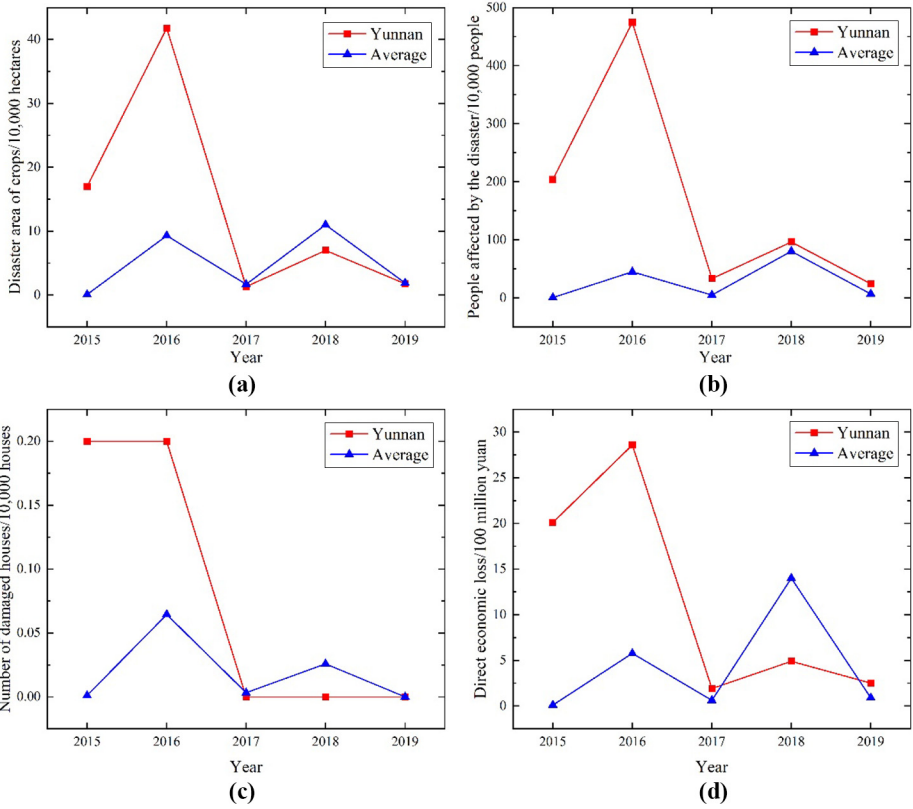 Disaster area of crops/10,000 hectares
40
30
20
10
0
Yunnan
Average
2015 2016 2017 2018 2019
Year
(a)
People affected by the disaster/10,000 people
500
400
300
200
100
0
Yunnan
Average
2015 2016 2017 2018 2019
Year
(b)
Number of damaged houses/10,000 houses
0.20
0.15
0.10
0.05
0.00
Yunnan
Average
2015 2016 2017 2018 2019
Year
(c)
Direct economic loss/100 million yuan
30
25
20
15
10
5
0
Yunnan
Average
2015 2016 2017 2018 2019
Year
(d)